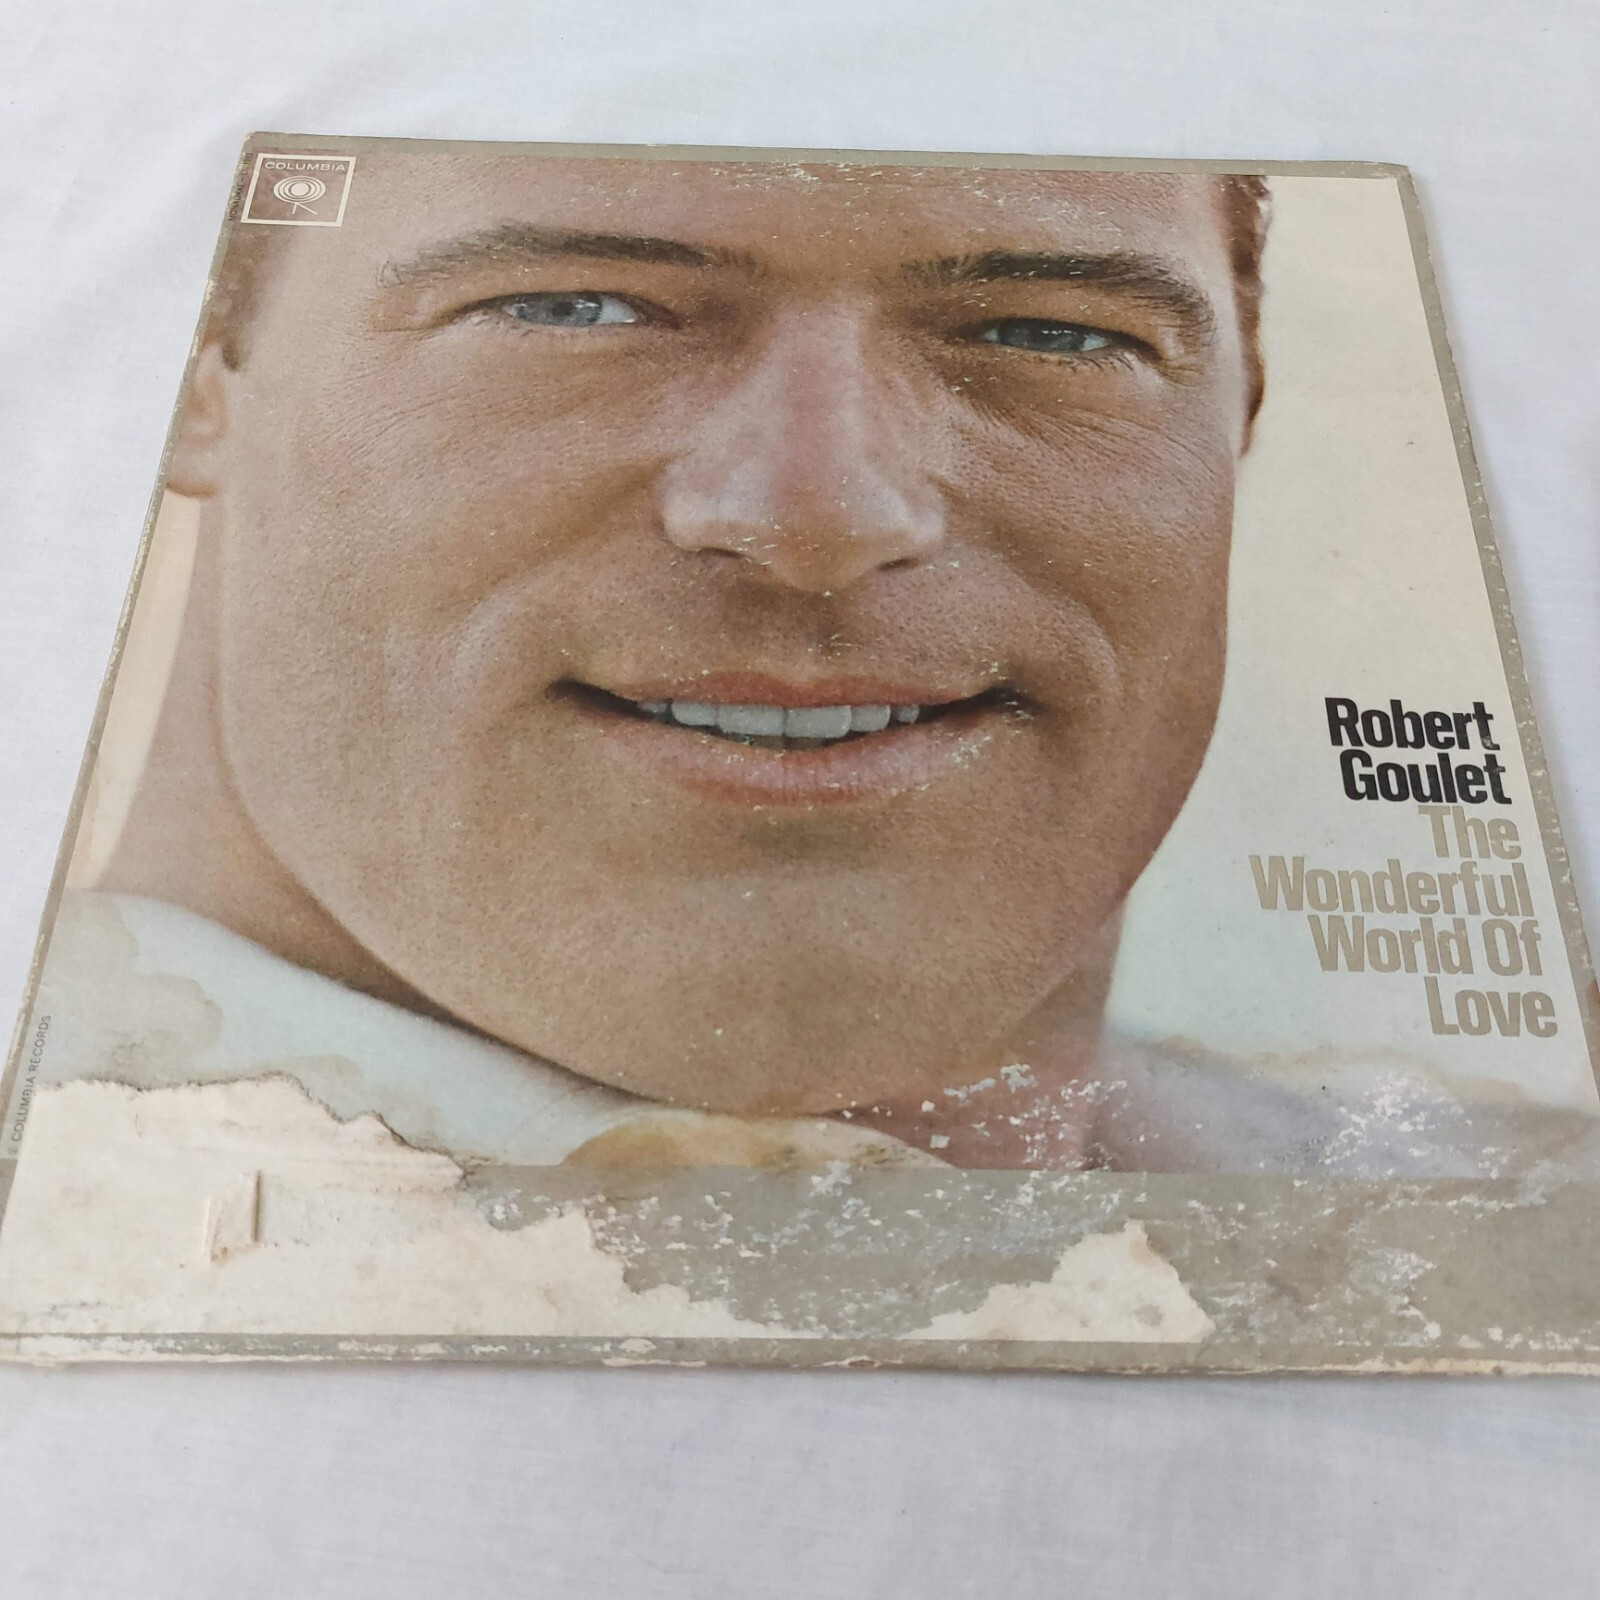 COLUMBIA
Robert
Goulet
The
Wonderful
World Of
Love
© COLUMBIA RECORDS